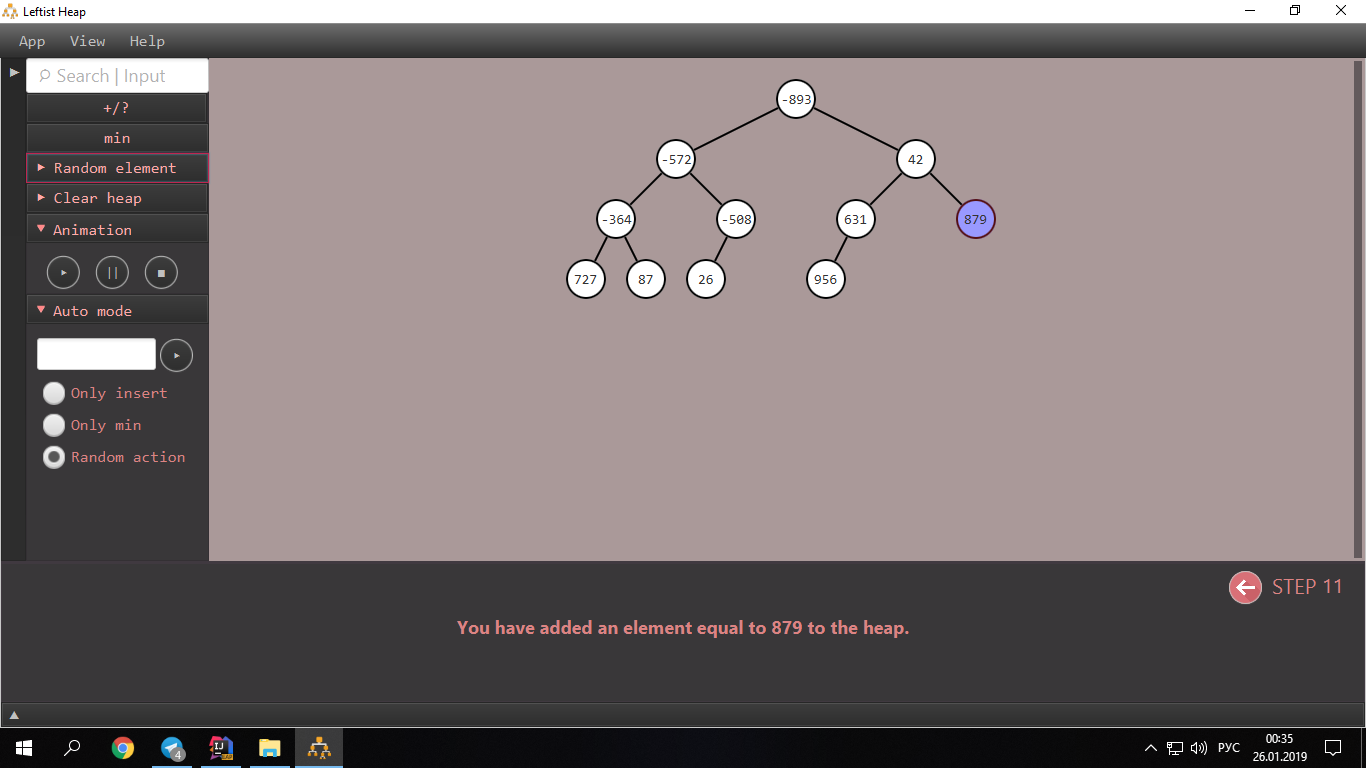 Leftist Heap
App View Help
Search | Input
+/?
min
Random element
Clear heap
Animation
Auto mode
Only insert
Only min
Random action
-893
-572 42
-364 -508 631 879
727 87 26 956
STEP 11
You have added an element equal to 879 to the heap.
4
РУС
00:35
26.01.2019